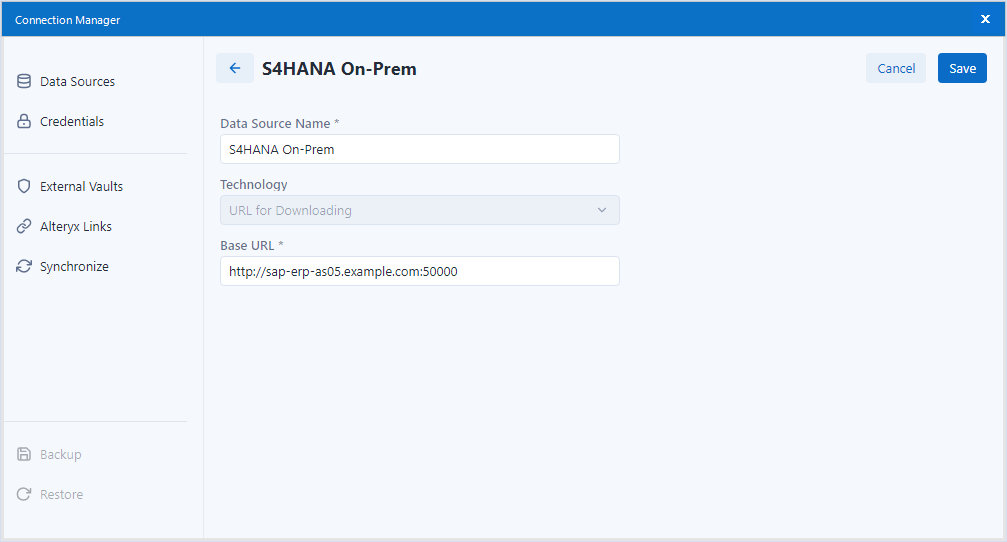 Connection Manager
Data Sources
Credentials
External Vaults
Alteryx Links
Synchronize
Backup
Restore
S4HANA On-Prem
Cancel
Save
Data Source Name *
S4HANA On-Prem
Technology
URL for Downloading
Base URL *
http://sap-erp-as05.example.com:50000